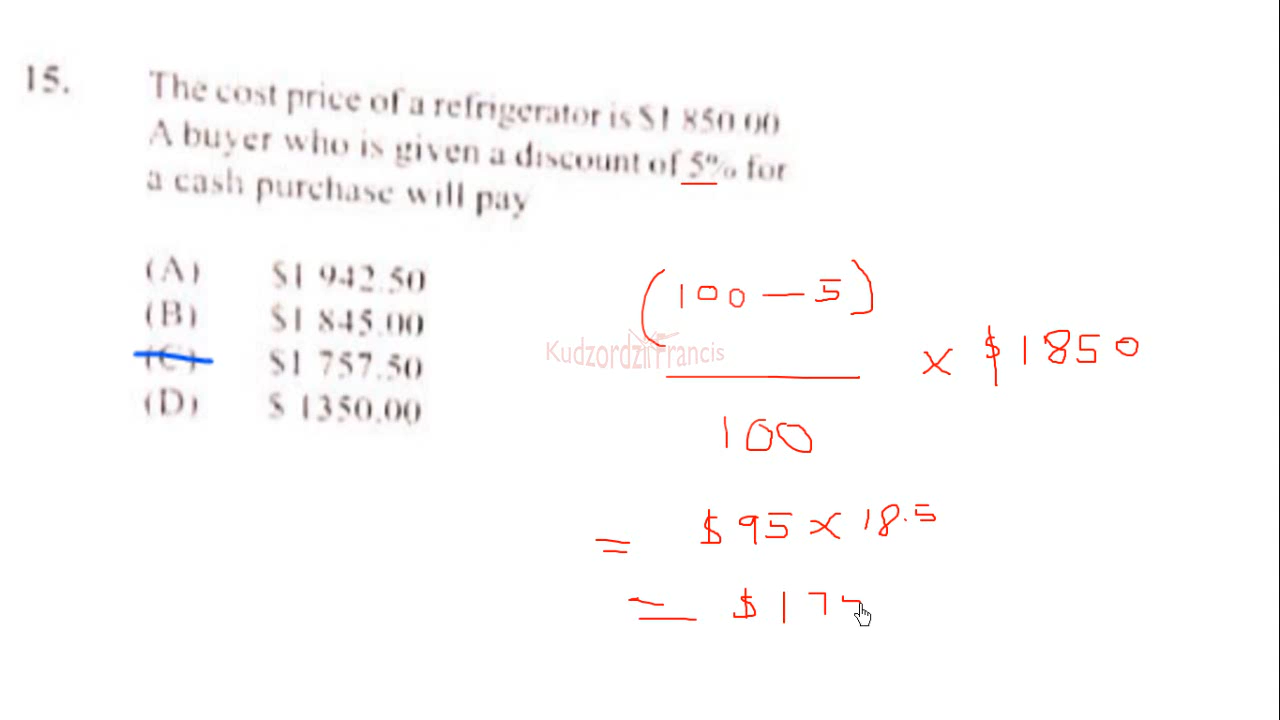 15.
The cost price of a refrigerator is $1 850.00
A buyer who is given a discount of 5% for
a cash purchase will pay
(A) $1 942.50
(B) $1 845.00
(C) $1 757.50
(D) $ 1350.00
(100 — 5)
100
× $1850
Kudzordzi Francis
= $95 × 18.5
= $17